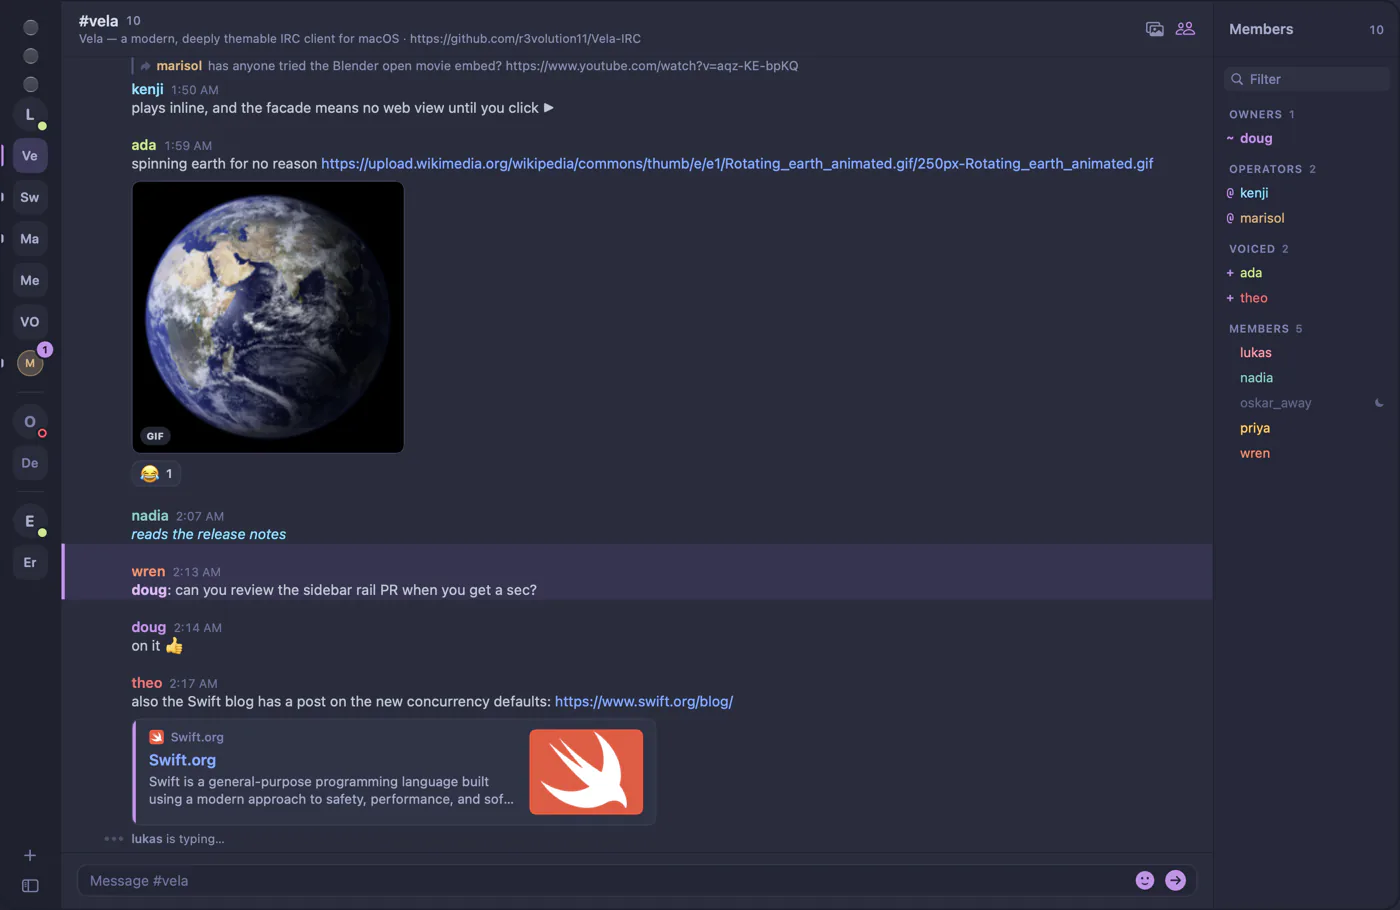 L
Ve
Sw
Ma
Me
VO
M
1
O
De
E
Er
#vela 10
Vela — a modern, deeply themable IRC client for macOS · https://github.com/r3volution11/Vela-IRC
marisol has anyone tried the Blender open movie embed? https://www.youtube.com/watch?v=aqz-KE-bpKQ
kenji 1:50 AM
plays inline, and the facade means no web view until you click ▶
ada 1:59 AM
spinning earth for no reason https://upload.wikimedia.org/wikipedia/commons/thumb/e/e1/Rotating_earth_animated.gif/250px-Rotating_earth_animated.gif
GIF
😂 1
nadia 2:07 AM
reads the release notes
wren 2:13 AM
doug: can you review the sidebar rail PR when you get a sec?
doug 2:14 AM
on it 👍
theo 2:17 AM
also the Swift blog has a post on the new concurrency defaults: https://www.swift.org/blog/
Swift.org
Swift.org
Swift is a general-purpose programming language built
using a modern approach to safety, performance, and sof...
lukas is typing...
Message #vela
Members 10
Filter
OWNERS 1
~ doug
OPERATORS 2
@ kenji
@ marisol
VOICED 2
+ ada
+ theo
MEMBERS 5
lukas
nadia
oskar_away
priya
wren